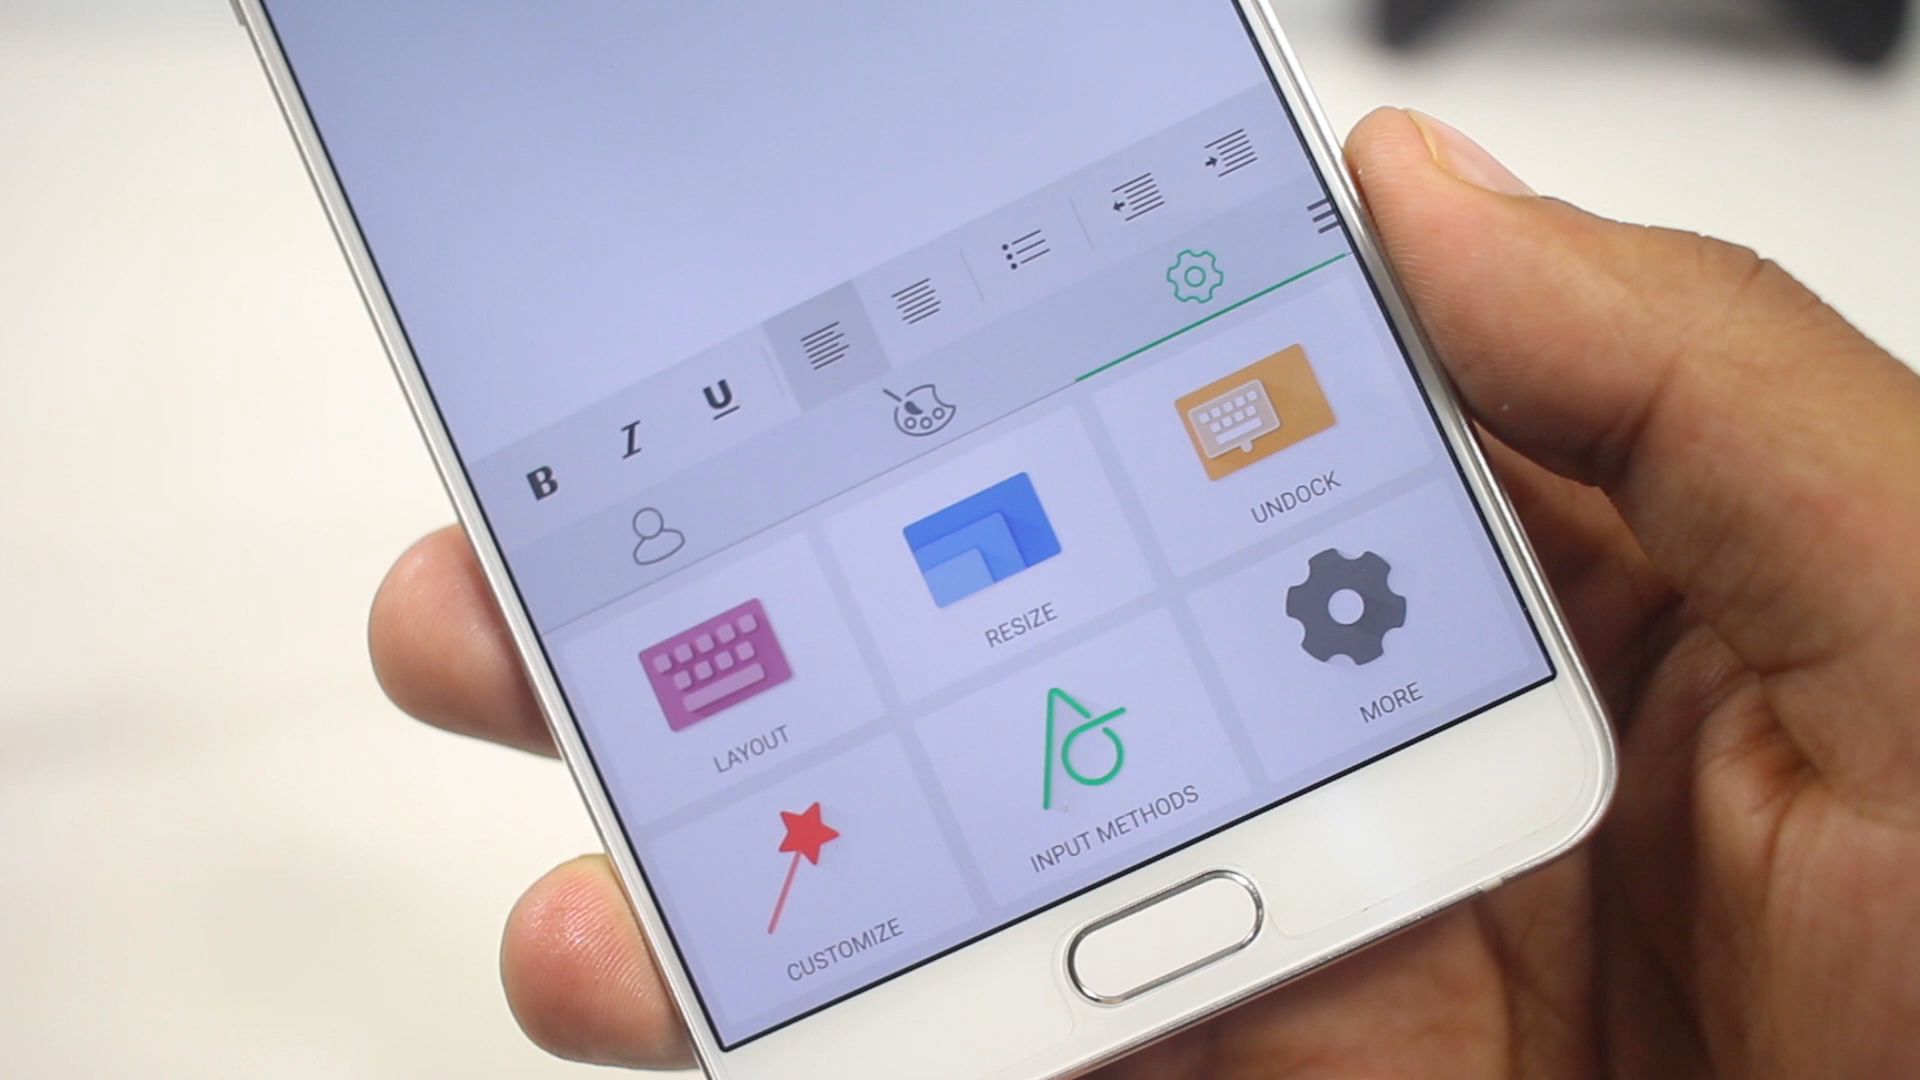 B I U
LAYOUT
RESIZE
UNDOCK
CUSTOMIZE
INPUT METHODS
MORE